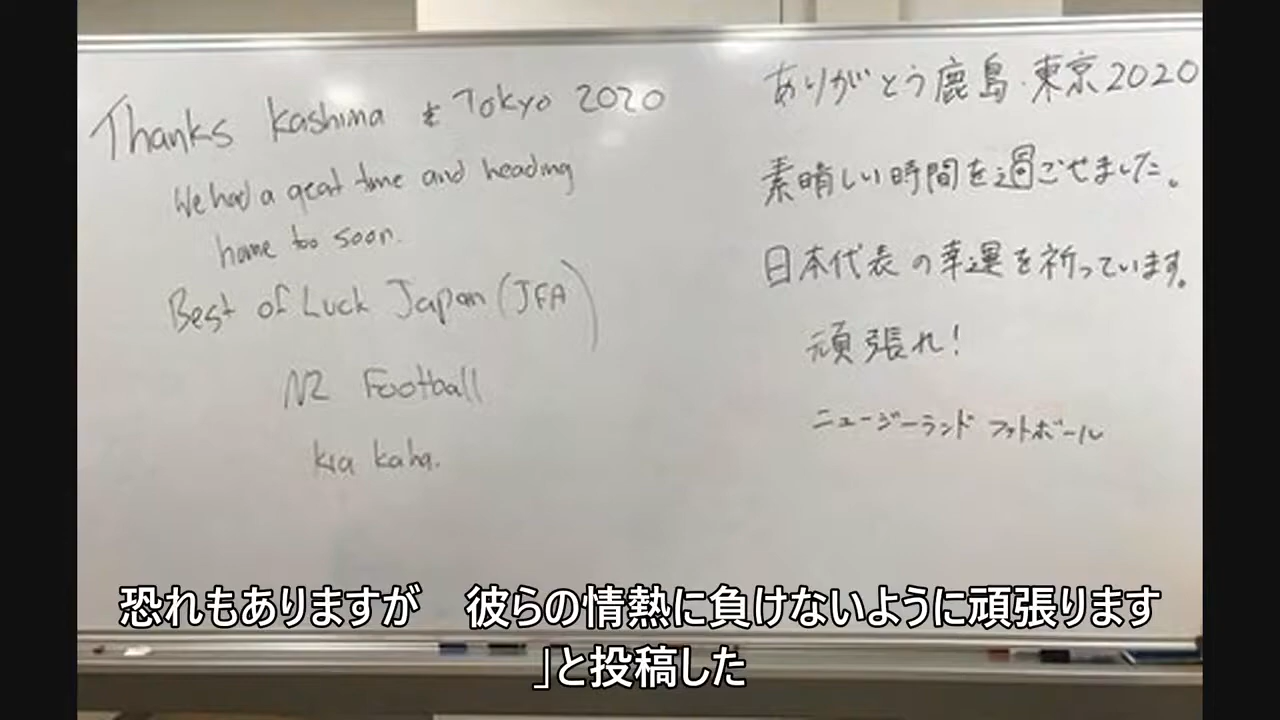 Thanks Kashima & Tokyo 2020
We had a great time and heading
home too soon.
Best of Luck Japan (JFA)
NZ Football
kia kaha.
ありがとう鹿島・東京2020
素晴しい時間を過ごせました。
日本代表の幸運を祈っています。
頑張れ!
ニュージーランド フットボール
恐れもありますが　彼らの情熱に負けないように頑張ります
」と投稿した